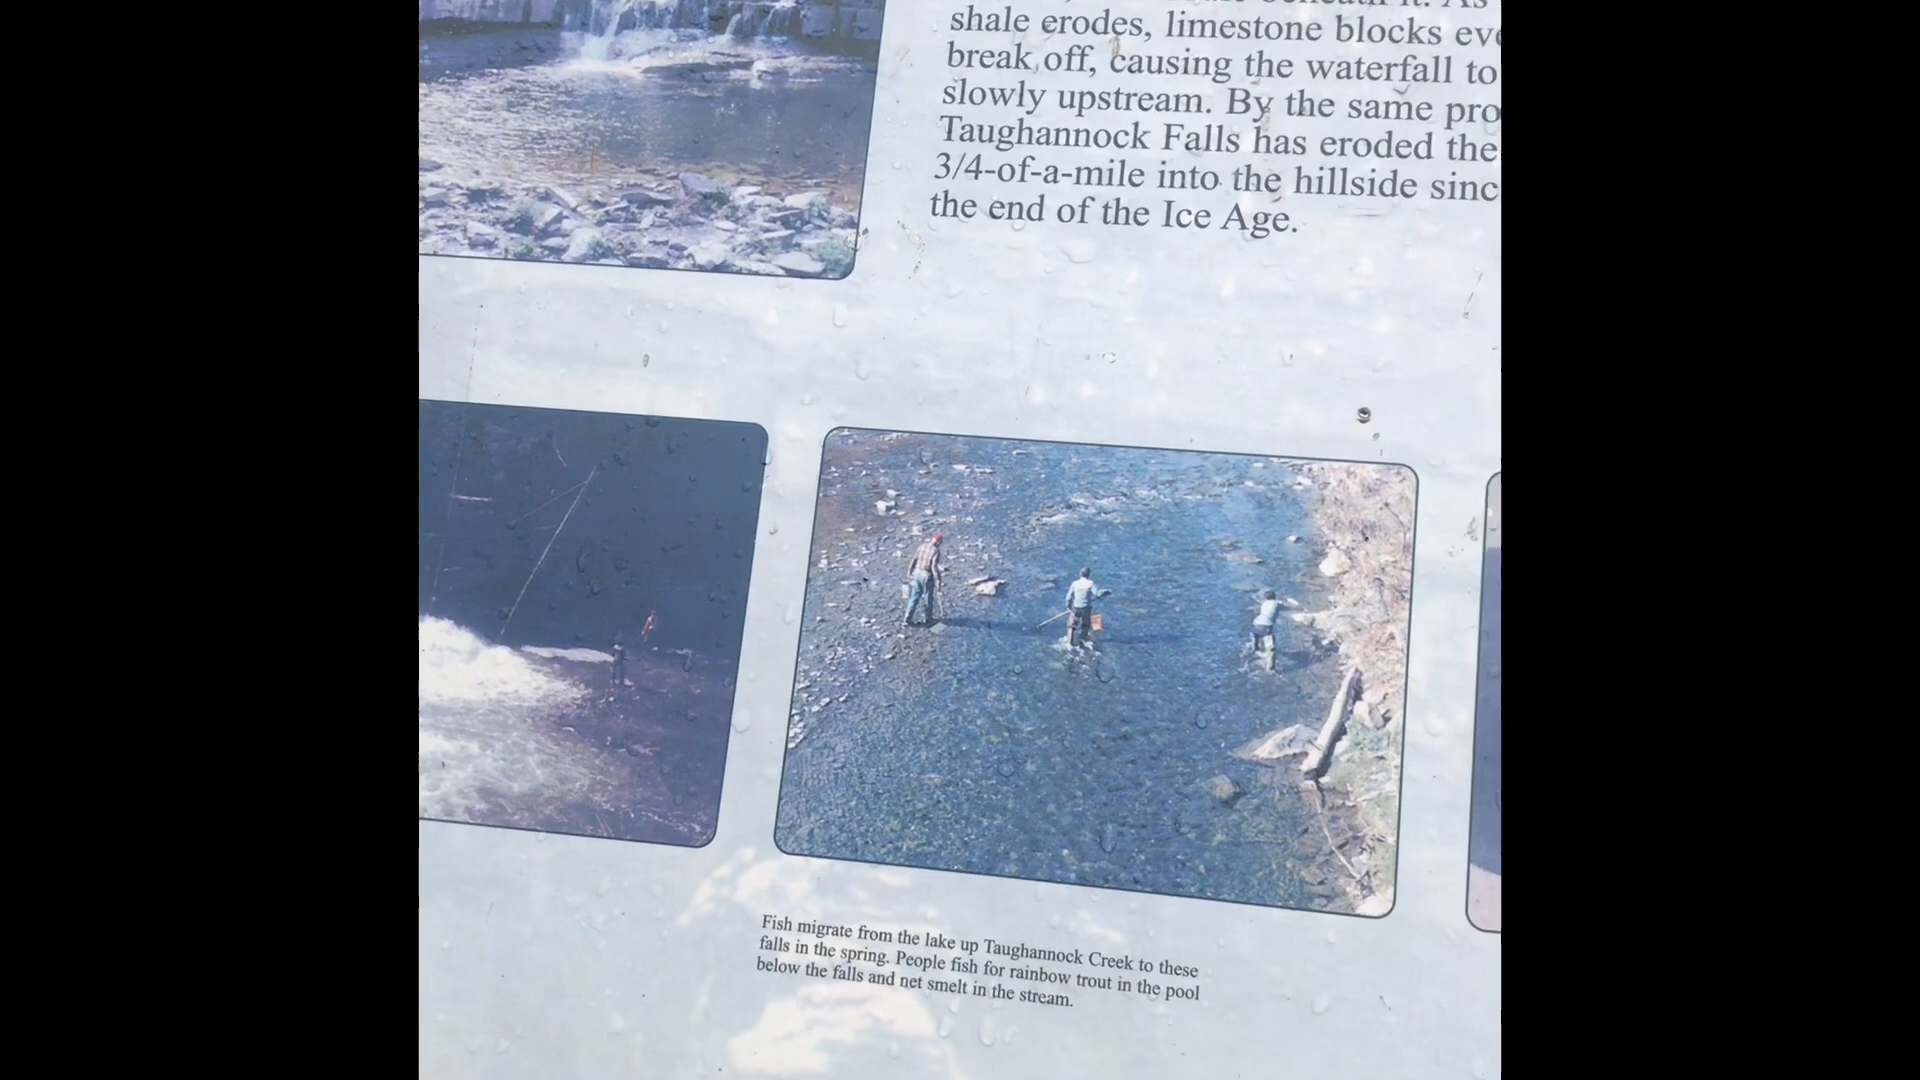 beneath it. As
shale erodes, limestone blocks
break off, causing the waterfall to
slowly upstream. By the same
Taughannock Falls has eroded the
3/4-of-a-mile into the hillside
the end of the Ice Age.
Fish migrate from the lake up Taughannock Creek to these
falls in the spring. People fish for rainbow trout in the pool
below the falls and net smelt in the stream.